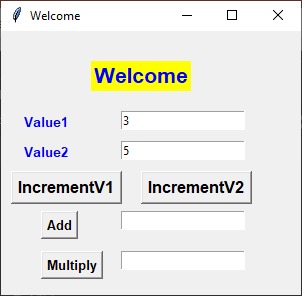 Welcome
Welcome
Value1 3
Value2 5
IncrementV1 IncrementV2
Add
Multiply